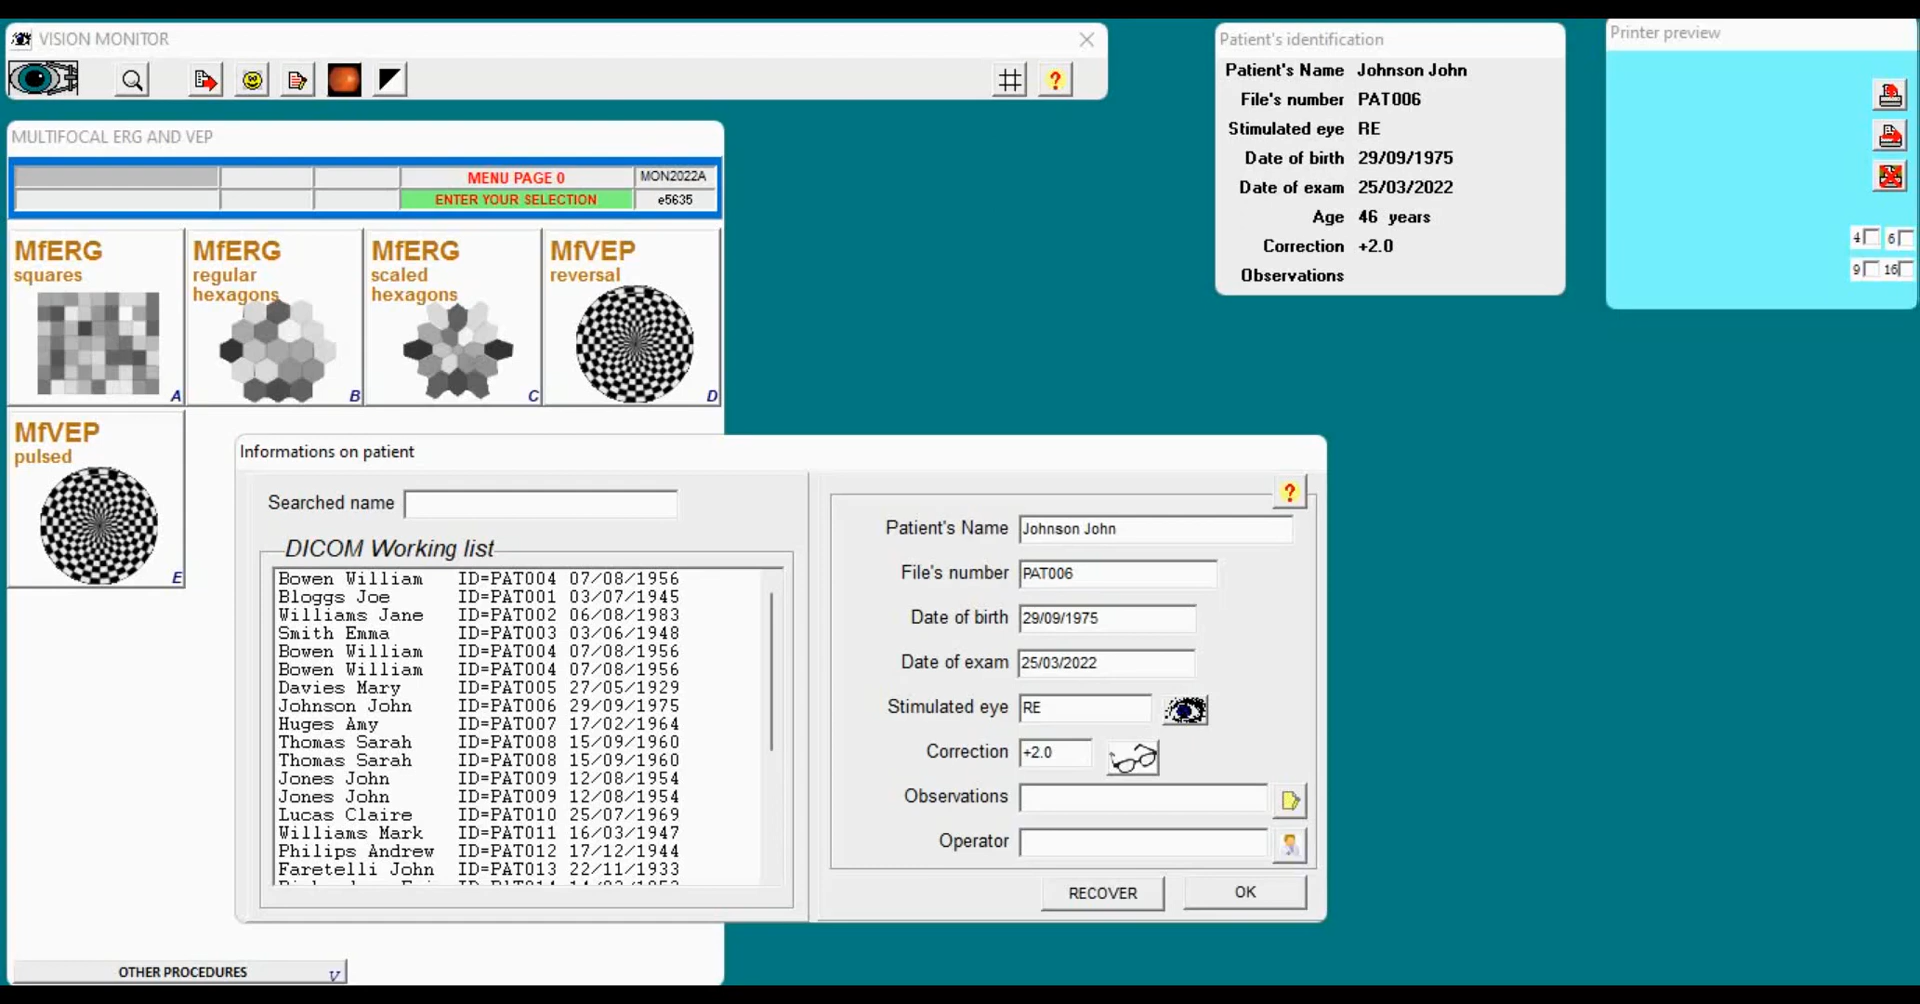 VISION MONITOR
?
Patient's identification
Patient's Name Johnson John
File's number PAT006
Stimulated eye RE
Date of birth 29/09/1975
Date of exam 25/03/2022
Age 46 years
Correction +2.0
Observations
Printer preview
4 6
9 16
MULTIFOCAL ERG AND VEP
MENU PAGE 0 MON2022A
ENTER YOUR SELECTION e5635
MfERG
squares
A
MfERG
regular
hexagons
B
MfERG
scaled
hexagons
C
MfVEP
reversal
D
MfVEP
pulsed
E
OTHER PROCEDURES V
Informations on patient
Searched name
DICOM Working list
Bowen William ID=PAT004 07/08/1956
Bloggs Joe ID=PAT001 03/07/1945
Williams Jane ID=PAT002 06/08/1983
Smith Emma ID=PAT003 03/06/1948
Bowen William ID=PAT004 07/08/1956
Bowen William ID=PAT004 07/08/1956
Davies Mary ID=PAT005 27/05/1929
Johnson John ID=PAT006 29/09/1975
Huges Amy ID=PAT007 17/02/1964
Thomas Sarah ID=PAT008 15/09/1960
Thomas Sarah ID=PAT008 15/09/1960
Jones John ID=PAT009 12/08/1954
Jones John ID=PAT009 12/08/1954
Lucas Claire ID=PAT010 25/07/1969
Williams Mark ID=PAT011 16/03/1947
Philips Andrew ID=PAT012 17/12/1944
Faretelli John ID=PAT013 22/11/1933
?
Patient's Name Johnson John
File's number PAT006
Date of birth 29/09/1975
Date of exam 25/03/2022
Stimulated eye RE
Correction +2.0
Observations
Operator
RECOVER OK